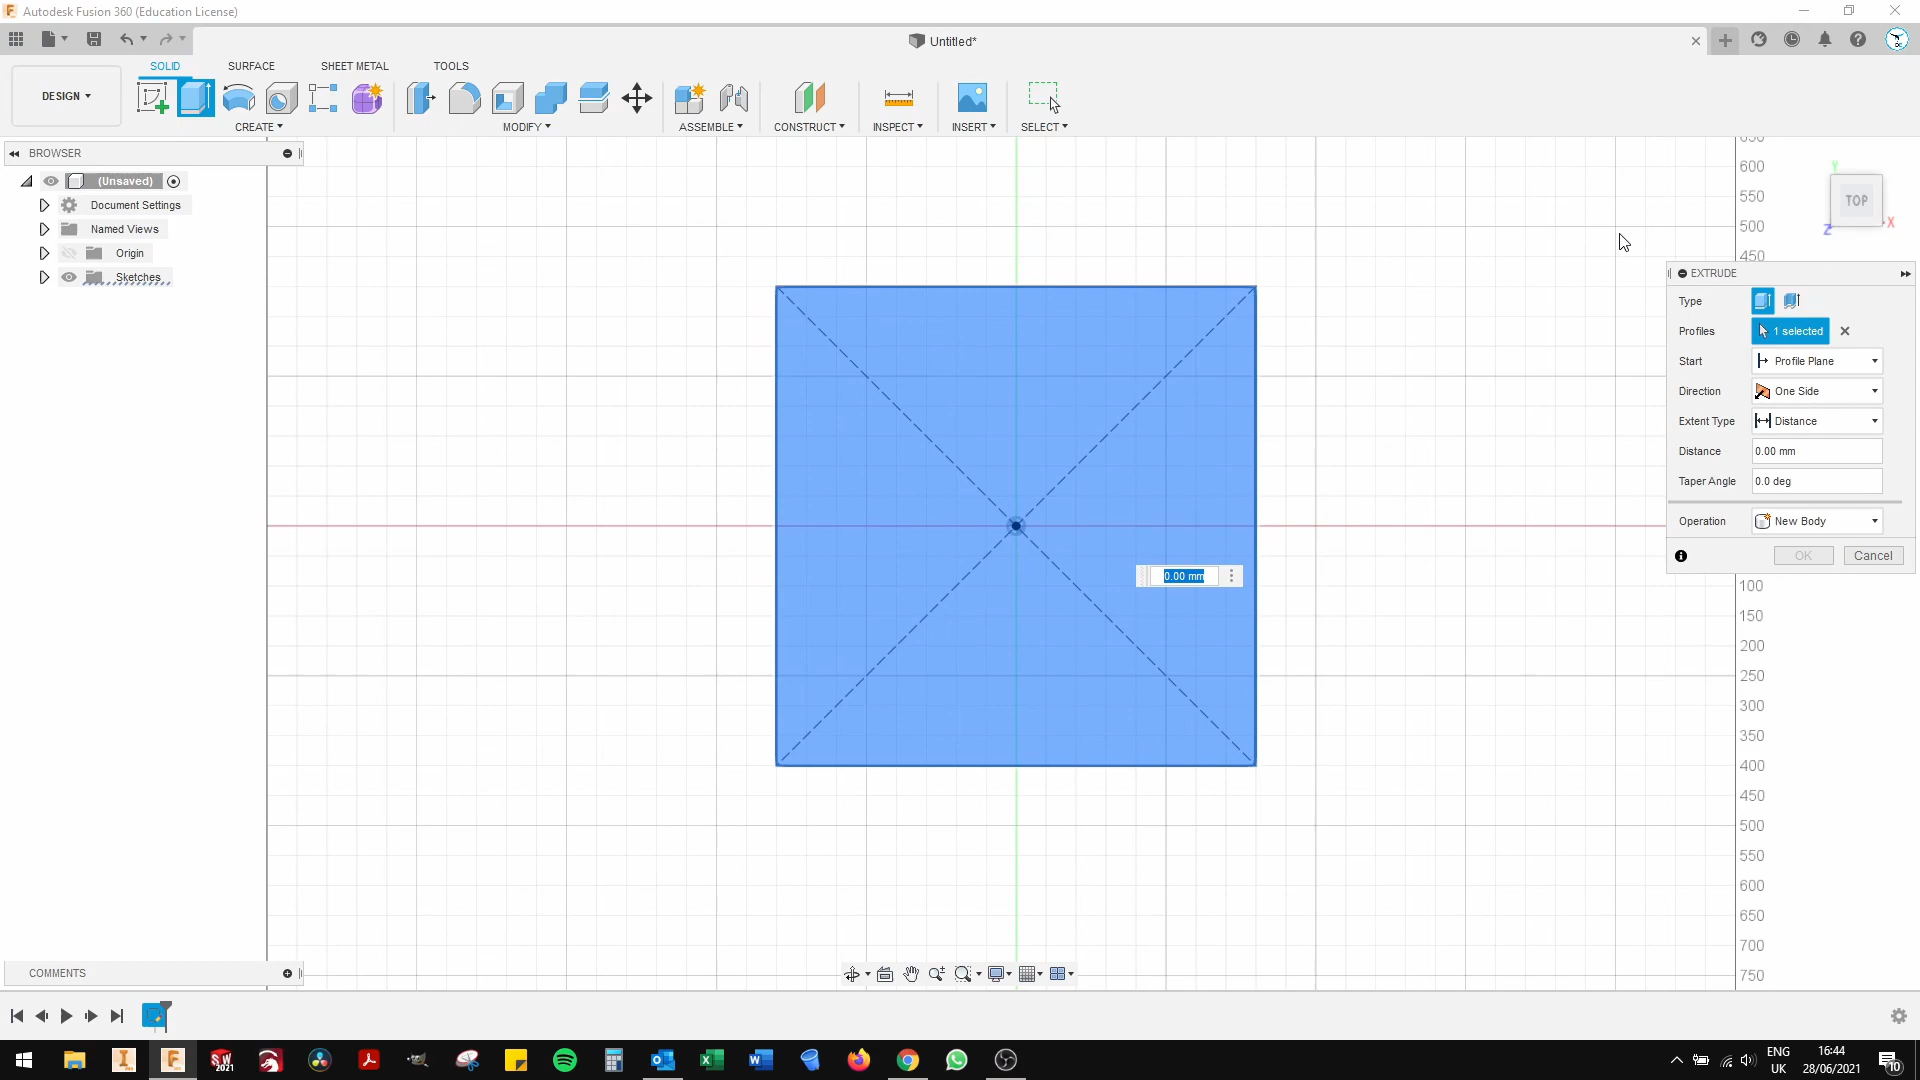 Autodesk Fusion 360 (Education License)
Untitled*
DESIGN
SOLID
SURFACE
SHEET METAL
TOOLS
CREATE
MODIFY
ASSEMBLE
CONSTRUCT
INSPECT
INSERT
SELECT
BROWSER
(Unsaved)
Document Settings
Named Views
Origin
Sketches
650
600
550
500
450
TOP
Y
X
Z
EXTRUDE
Type
Profiles
1 selected
Start
Profile Plane
Direction
One Side
Extent Type
Distance
Distance
0.00 mm
Taper Angle
0.0 deg
Operation
New Body
OK
Cancel
0.00 mm
100
150
200
250
300
350
400
450
500
550
600
650
700
750
COMMENTS
SW
2021
ENG
UK
16:44
28/06/2021
10